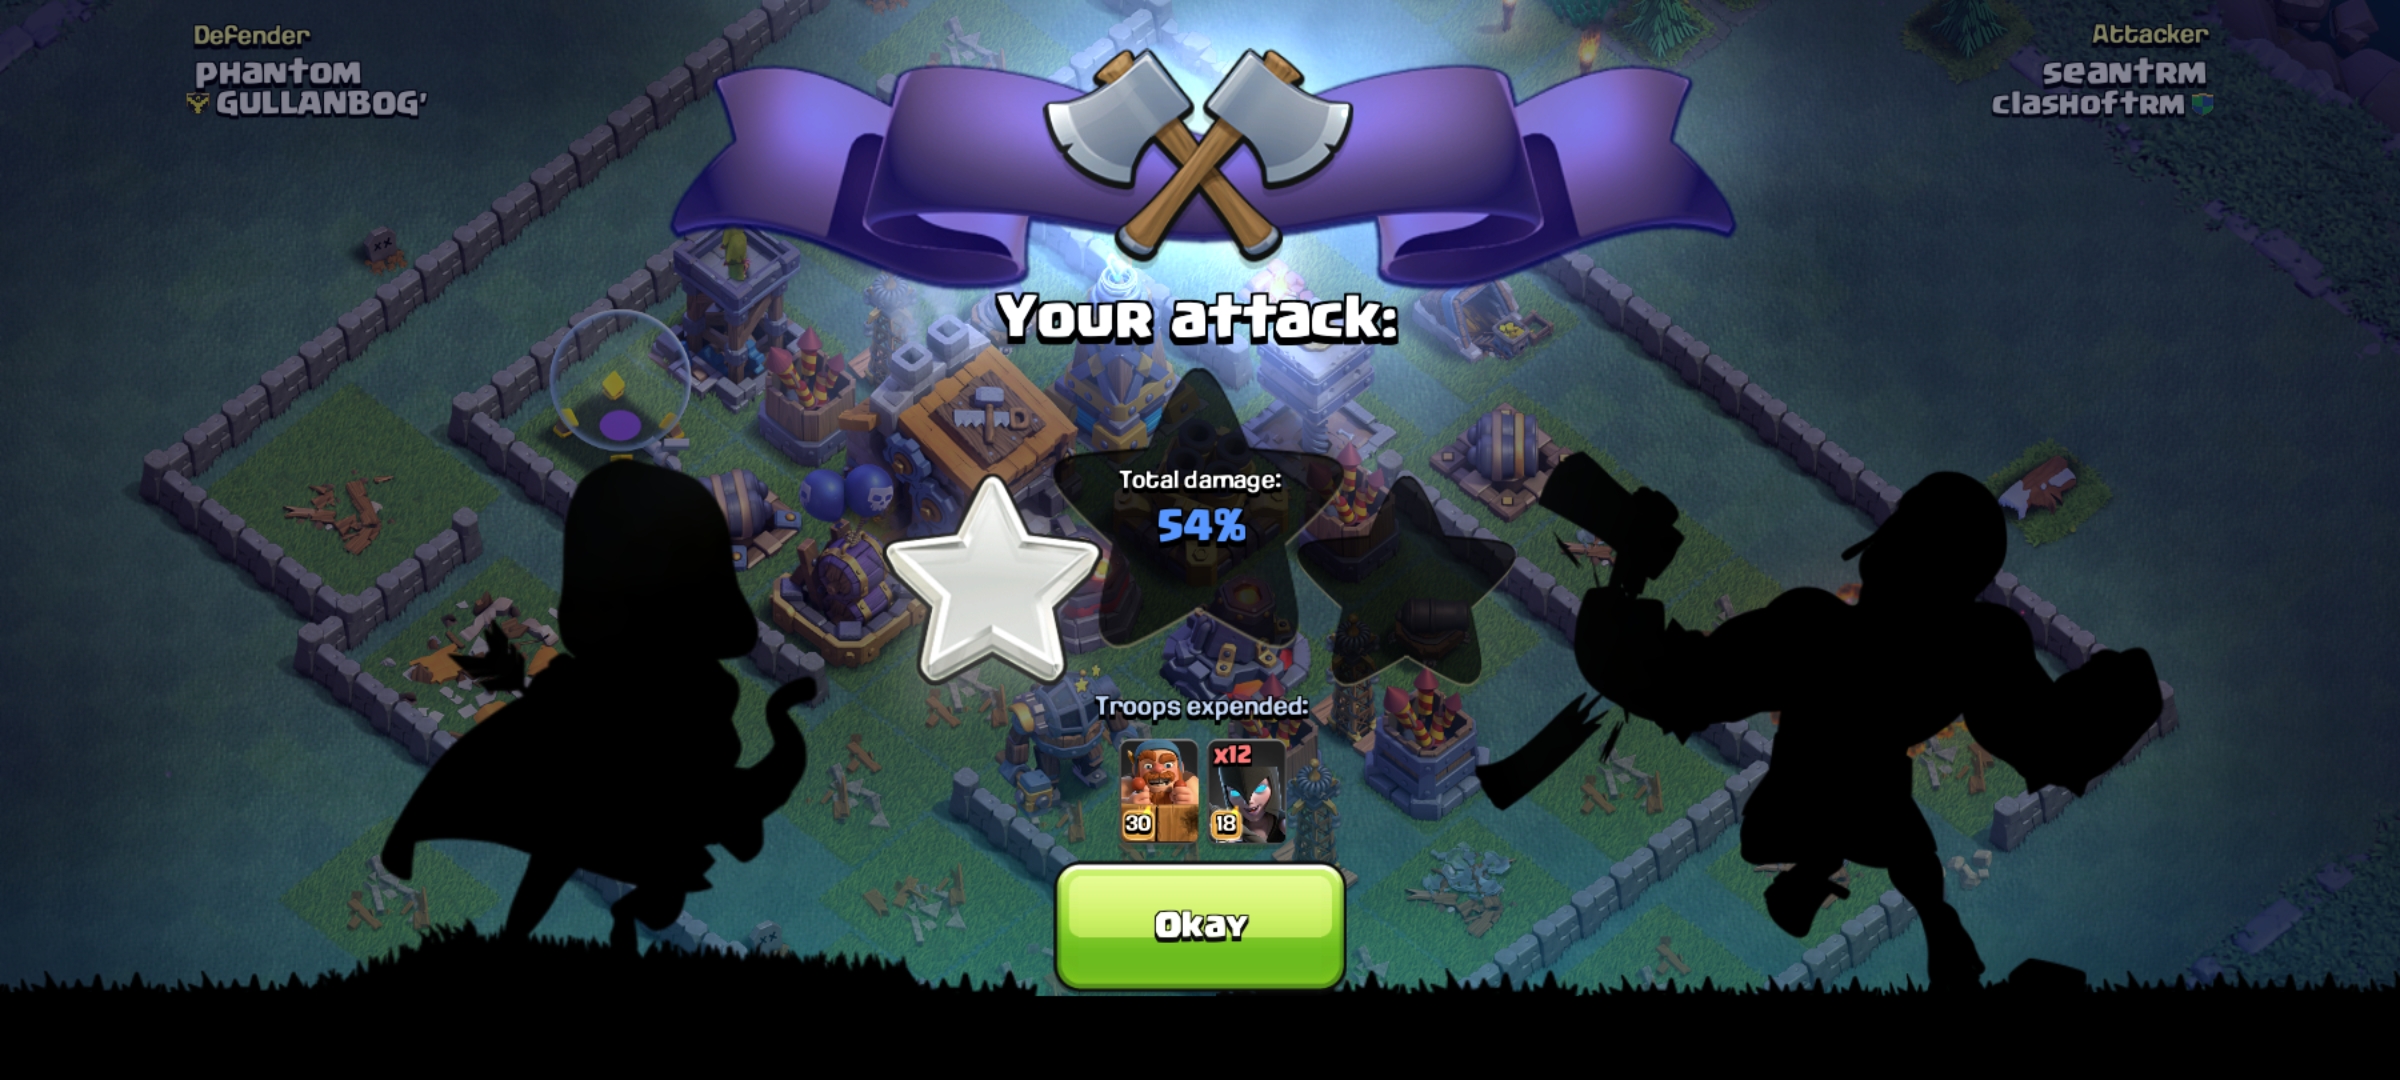 Defender
PHANTOM
GULLANBOG'
Attacker
SEANTRM
CLASHOFTRM
Your attack:
Total damage:
54%
Troops expended:
x12
30
18
Okay